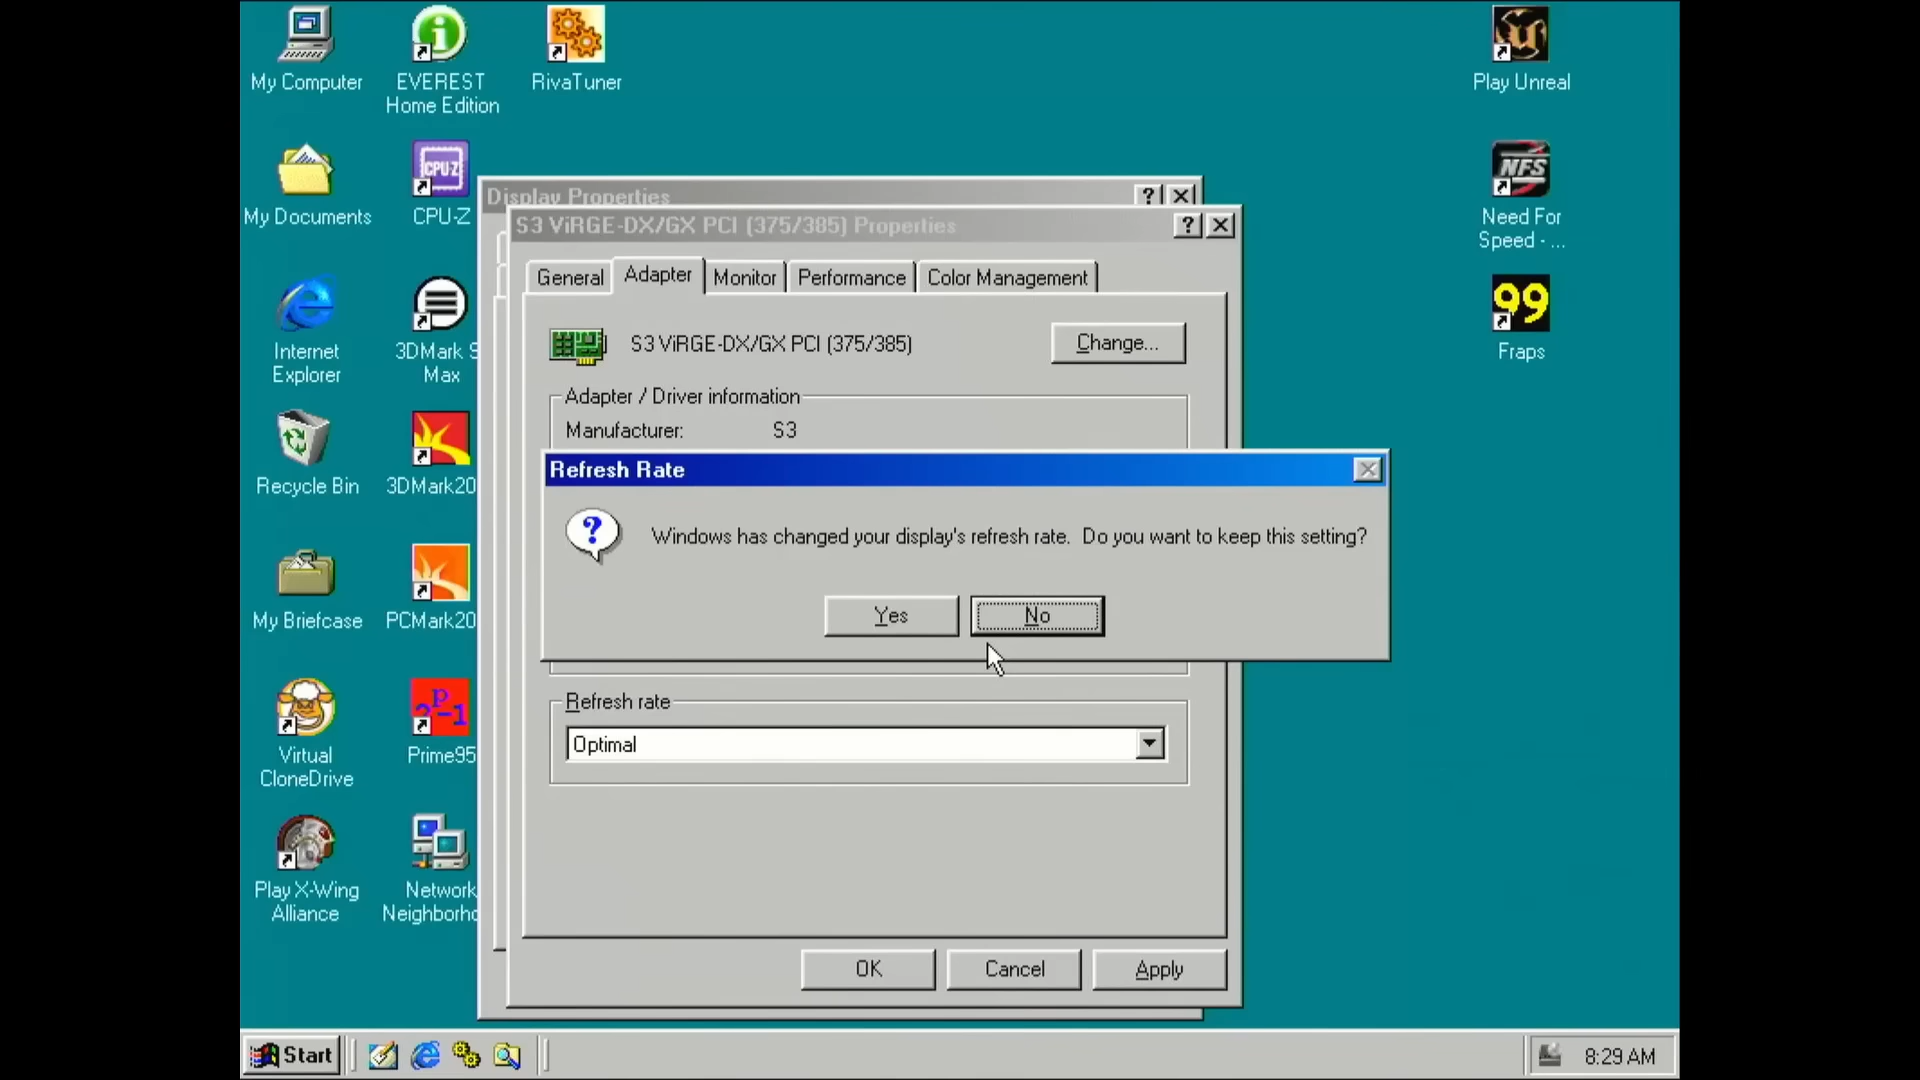 My Computer
EVEREST
Home Edition
RivaTuner
Play Unreal
My Documents
CPU-Z
CPU-Z
NFS
Need For
Speed - ...
Internet
Explorer
3DMark
Max
99
Fraps
Recycle Bin
3DMark20
My Briefcase
PCMark20
Virtual
CloneDrive
Prime95
Play X-Wing
Alliance
Network
Neighborho
Display Properties
S3 ViRGE-DX/GX PCI (375/385) Properties
General
Adapter
Monitor
Performance
Color Management
S3 ViRGE-DX/GX PCI (375/385)
Change...
Adapter / Driver information
Manufacturer: S3
Refresh Rate
Windows has changed your display's refresh rate. Do you want to keep this setting?
Yes
No
Refresh rate
Optimal
OK
Cancel
Apply
Start
8:29 AM